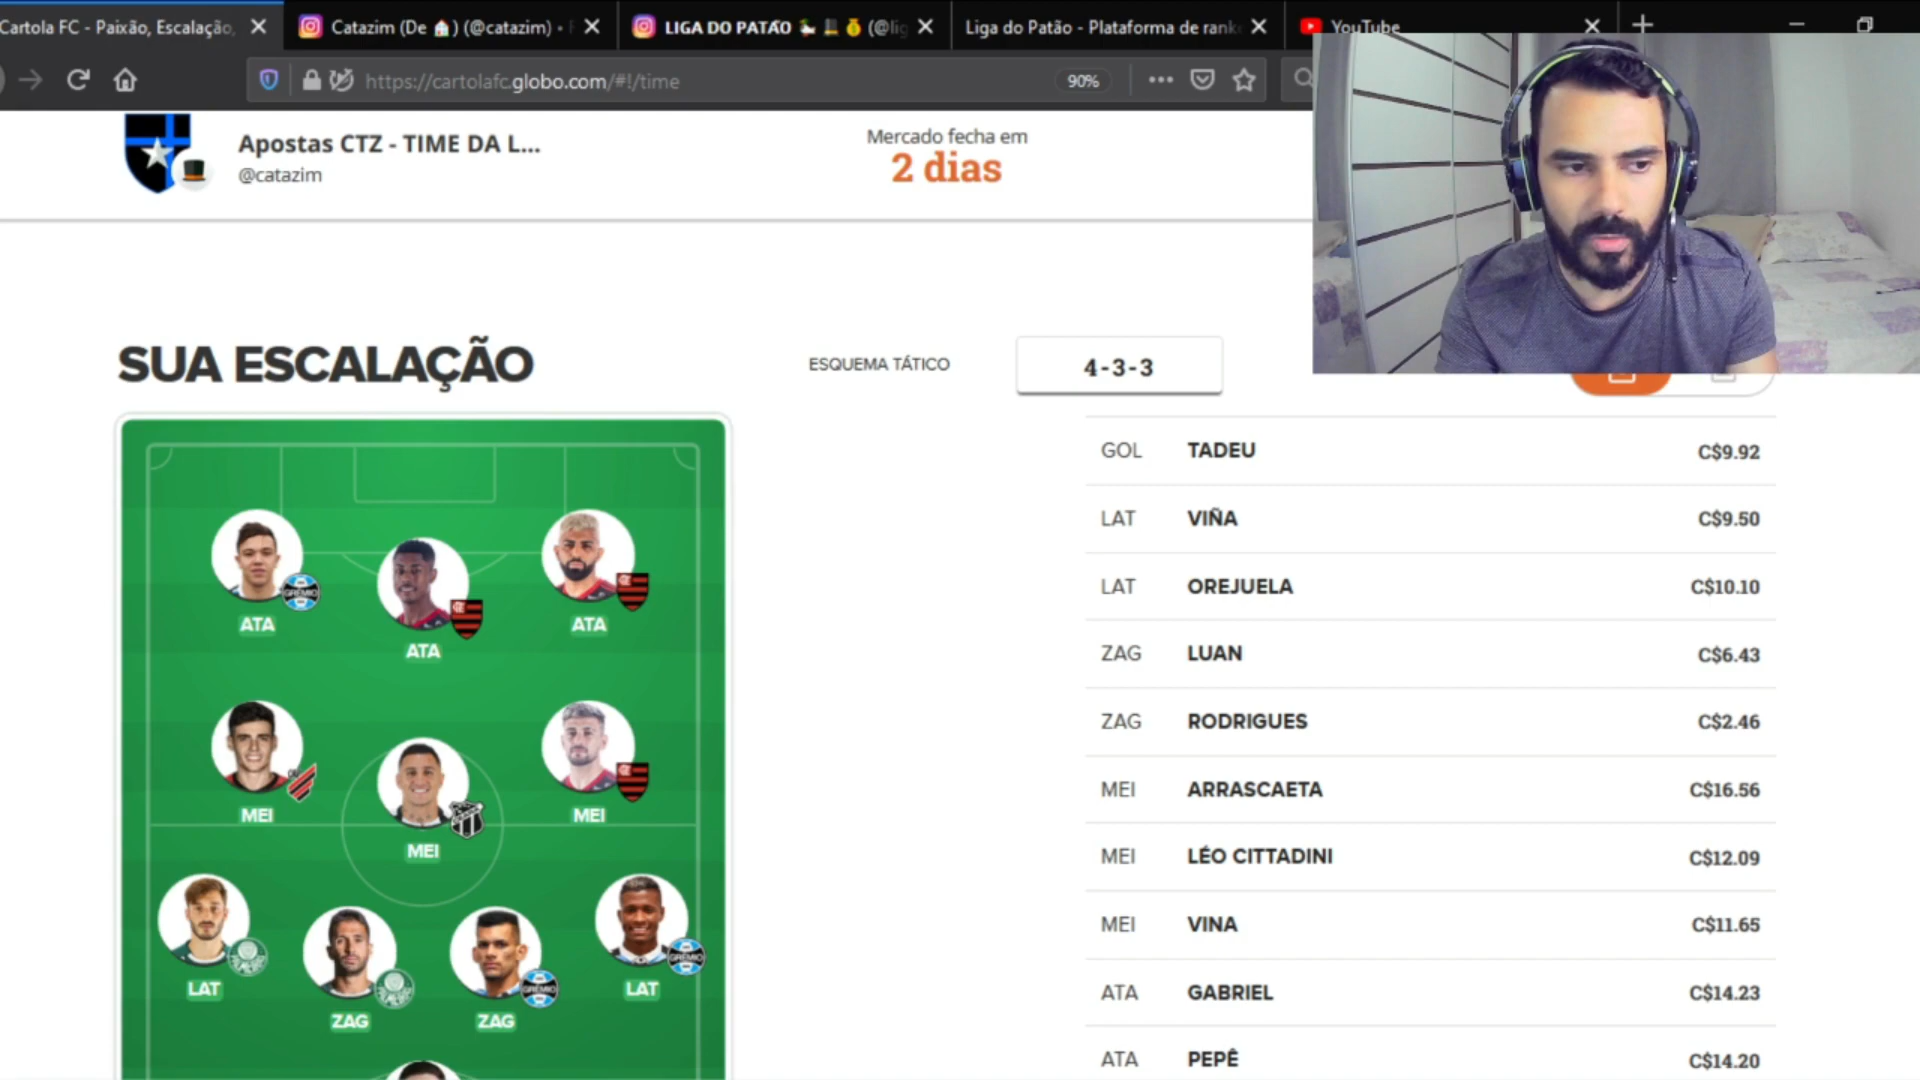 Cartola FC - Paixão, Escalação,
Catazim (De 🏠) (@catazim) •
LIGA DO PATÃO 🦆 🎩 💰 (@lig
Liga do Patão - Plataforma de ranke
YouTube
https://cartolafc.globo.com/#!/time
90%
Apostas CTZ - TIME DA L...
@catazim
Mercado fecha em
2 dias
SUA ESCALAÇÃO
ESQUEMA TÁTICO
4-3-3
ATA
ATA
ATA
MEI
MEI
MEI
LAT
ZAG
ZAG
LAT
GOL TADEU C$9.92
LAT VIÑA C$9.50
LAT OREJUELA C$10.10
ZAG LUAN C$6.43
ZAG RODRIGUES C$2.46
MEI ARRASCAETA C$16.56
MEI LÉO CITTADINI C$12.09
MEI VINA C$11.65
ATA GABRIEL C$14.23
ATA PEPÊ C$14.20